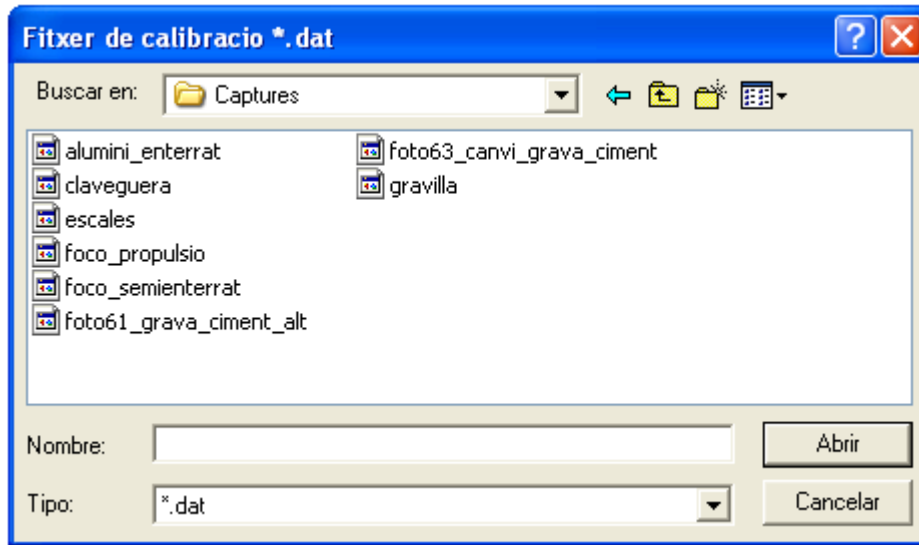 Fitxer de calibracio *.dat
Buscar en: Captures
alumini_enterrat
claveguera
escales
foco_propulsio
foco_semienterrat
foto61_grava_ciment_alt
foto63_canvi_grava_ciment
gravilla
Nombre:
Abrir
Tipo: *.dat
Cancelar